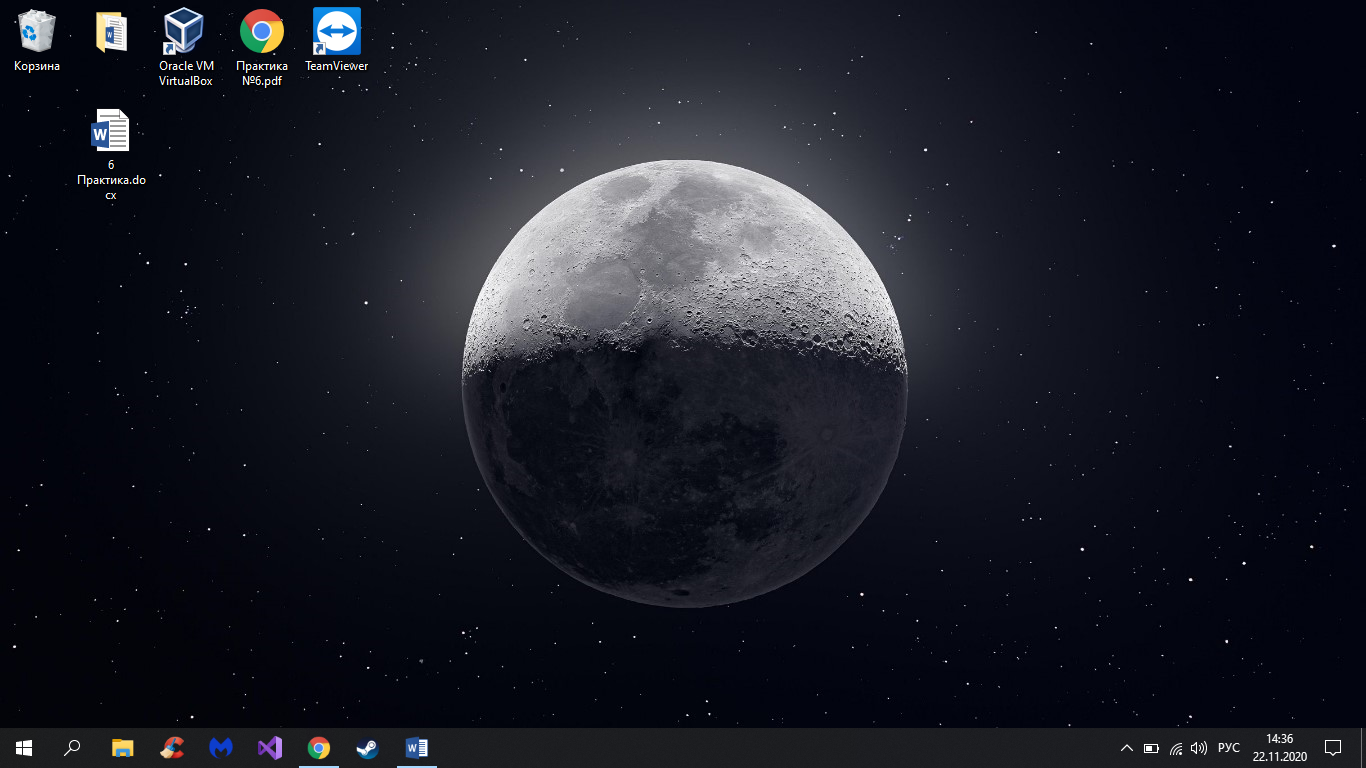 Корзина
Oracle VM
VirtualBox
Практика
№6.pdf
TeamViewer
W
6
Практика.do
cx
РУС
14:36
22.11.2020